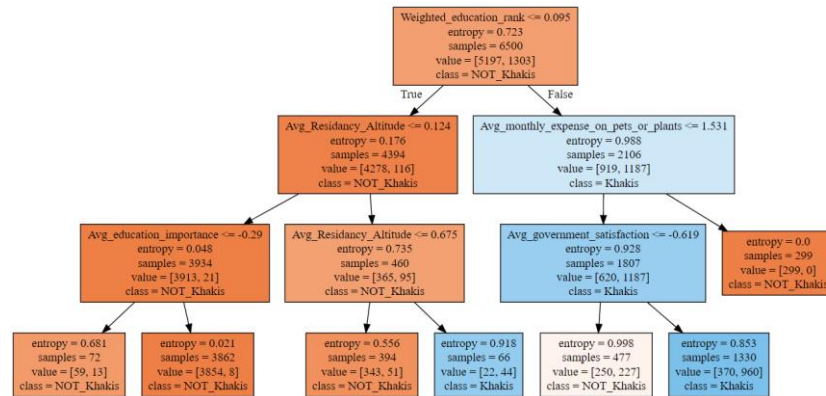 Weighted_education_rank <= 0.095
entropy = 0.723
samples = 6500
value = [5197, 1303]
class = NOT_Khakis
True
False
Avg_Residancy_Altitude <= 0.124
entropy = 0.176
samples = 4394
value = [4278, 116]
class = NOT_Khakis
Avg_monthly_expense_on_pets_or_plants <= 1.531
entropy = 0.988
samples = 2106
value = [919, 1187]
class = Khakis
Avg_education_importance <= -0.29
entropy = 0.048
samples = 3934
value = [3913, 21]
class = NOT_Khakis
Avg_Residancy_Altitude <= 0.675
entropy = 0.735
samples = 460
value = [365, 95]
class = NOT_Khakis
Avg_government_satisfaction <= -0.619
entropy = 0.928
samples = 1807
value = [620, 1187]
class = Khakis
entropy = 0.0
samples = 299
value = [299, 0]
class = NOT_Khakis
entropy = 0.681
samples = 72
value = [59, 13]
class = NOT_Khakis
entropy = 0.021
samples = 3862
value = [3854, 8]
class = NOT_Khakis
entropy = 0.556
samples = 394
value = [343, 51]
class = NOT_Khakis
entropy = 0.918
samples = 66
value = [22, 44]
class = Khakis
entropy = 0.998
samples = 477
value = [250, 227]
class = NOT_Khakis
entropy = 0.853
samples = 1330
value = [370, 960]
class = Khakis